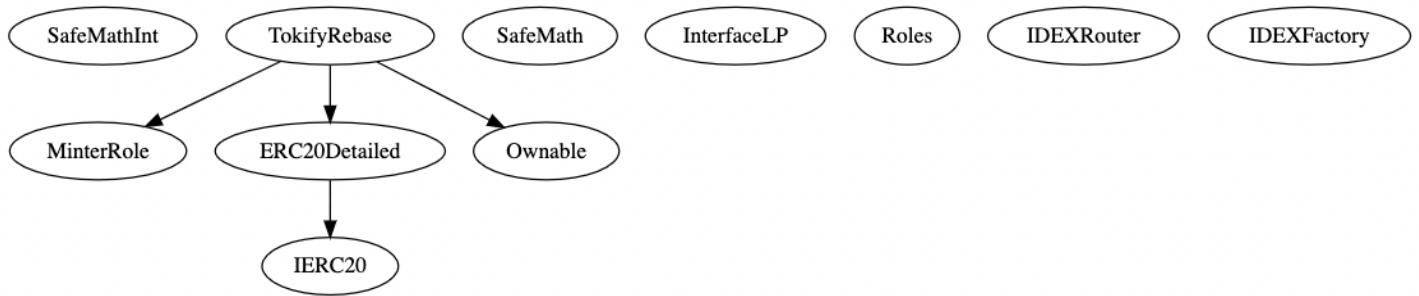 SafeMathInt TokifyRebase SafeMath InterfaceLP Roles IDEXRouter IDEXFactory
MinterRole ERC20Detailed Ownable
IERC20